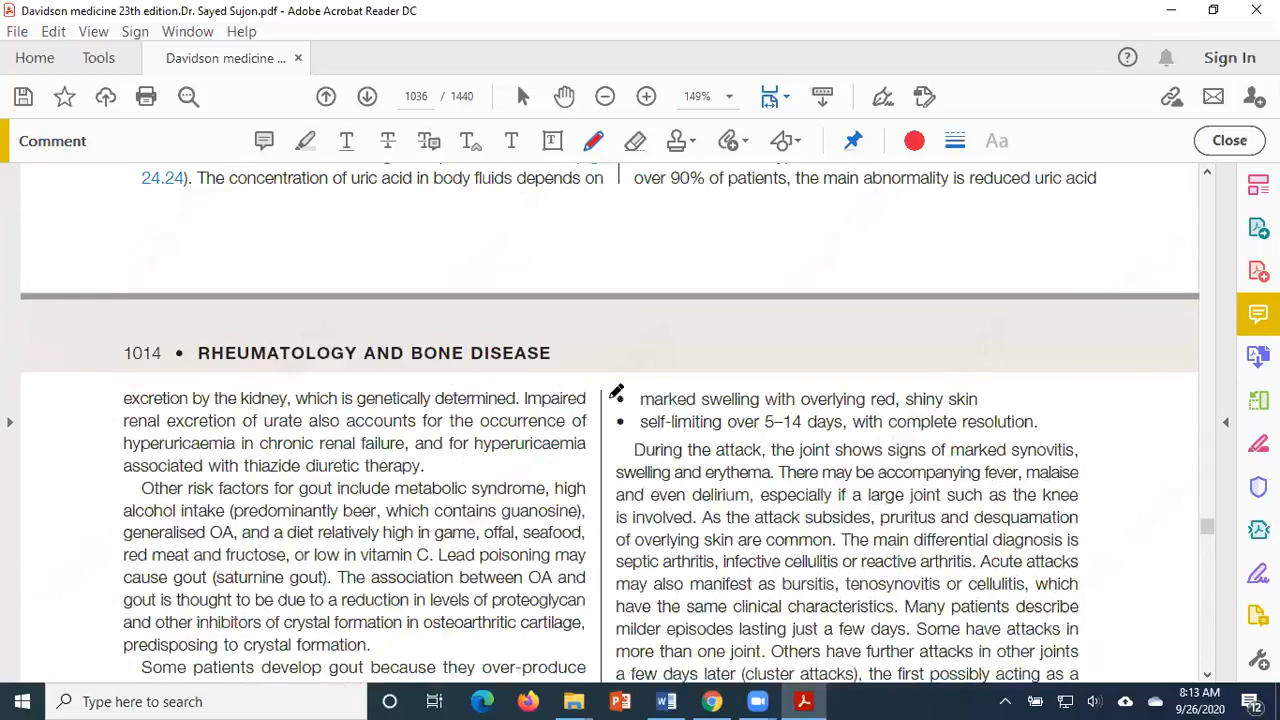 Davidson medicine 23th edition.Dr. Sayed Sujon.pdf - Adobe Acrobat Reader DC
File Edit View Sign Window Help
Home Tools Davidson medicine ... × Sign In
1036 / 1440 149%
Comment Aa Close
24.24). The concentration of uric acid in body fluids depends on
over 90% of patients, the main abnormality is reduced uric acid
1014 • RHEUMATOLOGY AND BONE DISEASE
excretion by the kidney, which is genetically determined. Impaired
renal excretion of urate also accounts for the occurrence of
hyperuricaemia in chronic renal failure, and for hyperuricaemia
associated with thiazide diuretic therapy.
Other risk factors for gout include metabolic syndrome, high
alcohol intake (predominantly beer, which contains guanosine),
generalised OA, and a diet relatively high in game, offal, seafood,
red meat and fructose, or low in vitamin C. Lead poisoning may
cause gout (saturnine gout). The association between OA and
gout is thought to be due to a reduction in levels of proteoglycan
and other inhibitors of crystal formation in osteoarthritic cartilage,
predisposing to crystal formation.
Some patients develop gout because they over-produce
• marked swelling with overlying red, shiny skin
• self-limiting over 5–14 days, with complete resolution.
During the attack, the joint shows signs of marked synovitis,
swelling and erythema. There may be accompanying fever, malaise
and even delirium, especially if a large joint such as the knee
is involved. As the attack subsides, pruritus and desquamation
of overlying skin are common. The main differential diagnosis is
septic arthritis, infective cellulitis or reactive arthritis. Acute attacks
may also manifest as bursitis, tenosynovitis or cellulitis, which
have the same clinical characteristics. Many patients describe
milder episodes lasting just a few days. Some have attacks in
more than one joint. Others have further attacks in other joints
a few days later (cluster attacks), the first possibly acting as a
Type here to search
8:13 AM
9/26/2020
12